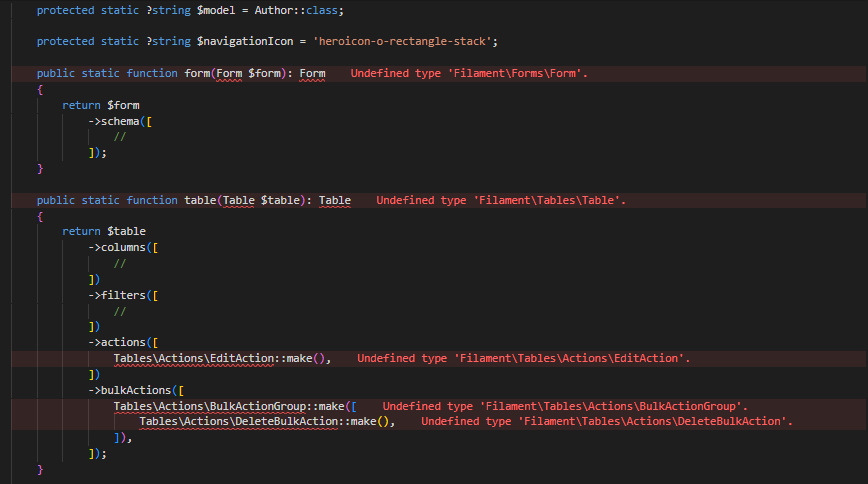 protected static ?string $model = Author::class;
protected static ?string $navigationIcon = 'heroicon-o-rectangle-stack';
public static function form(Form $form): Form    Undefined type 'Filament\Forms\Form'.
{
    return $form
        ->schema([
            //
        ]);
}
public static function table(Table $table): Table    Undefined type 'Filament\Tables\Table'.
{
    return $table
        ->columns([
            //
        ])
        ->filters([
            //
        ])
        ->actions([
            Tables\Actions\EditAction::make(),    Undefined type 'Filament\Tables\Actions\EditAction'.
        ])
        ->bulkActions([
            Tables\Actions\BulkActionGroup::make([    Undefined type 'Filament\Tables\Actions\BulkActionGroup'.
                Tables\Actions\DeleteBulkAction::make(),    Undefined type 'Filament\Tables\Actions\DeleteBulkAction'.
            ]),
        ]);
}